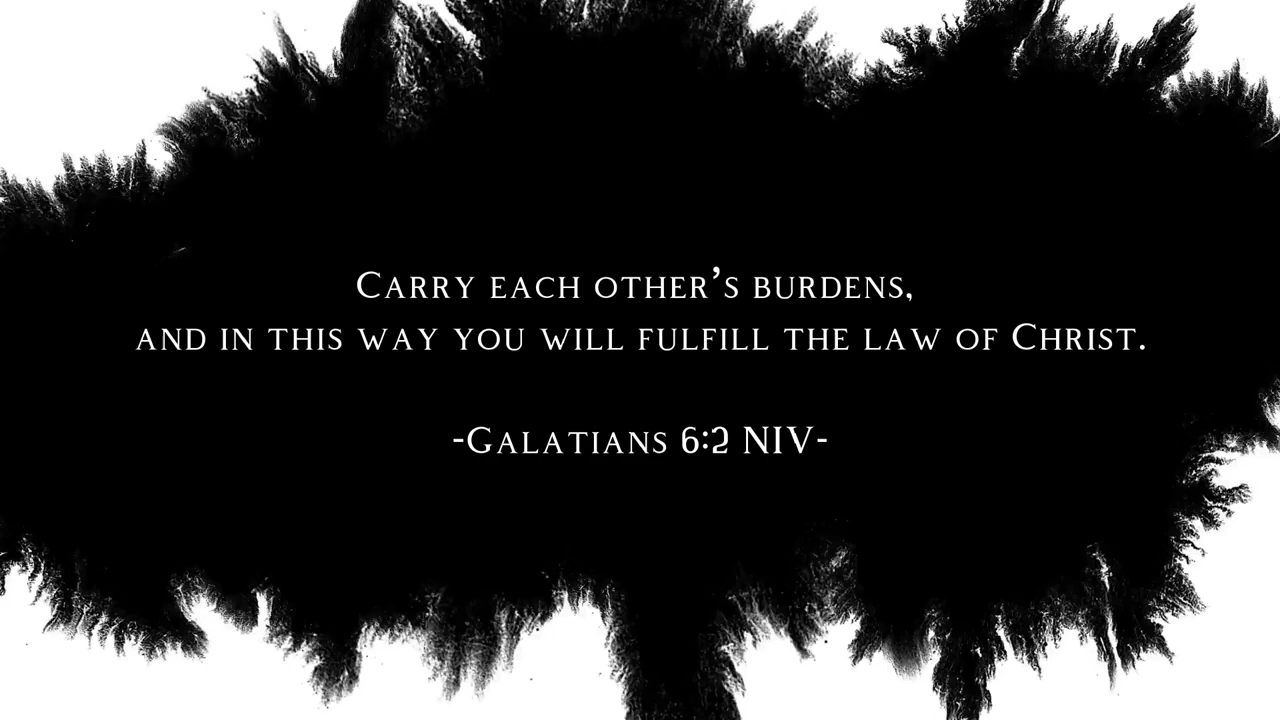 Carry each other’s burdens,
and in this way you will fulfill the law of Christ.
-Galatians 6:2 NIV-